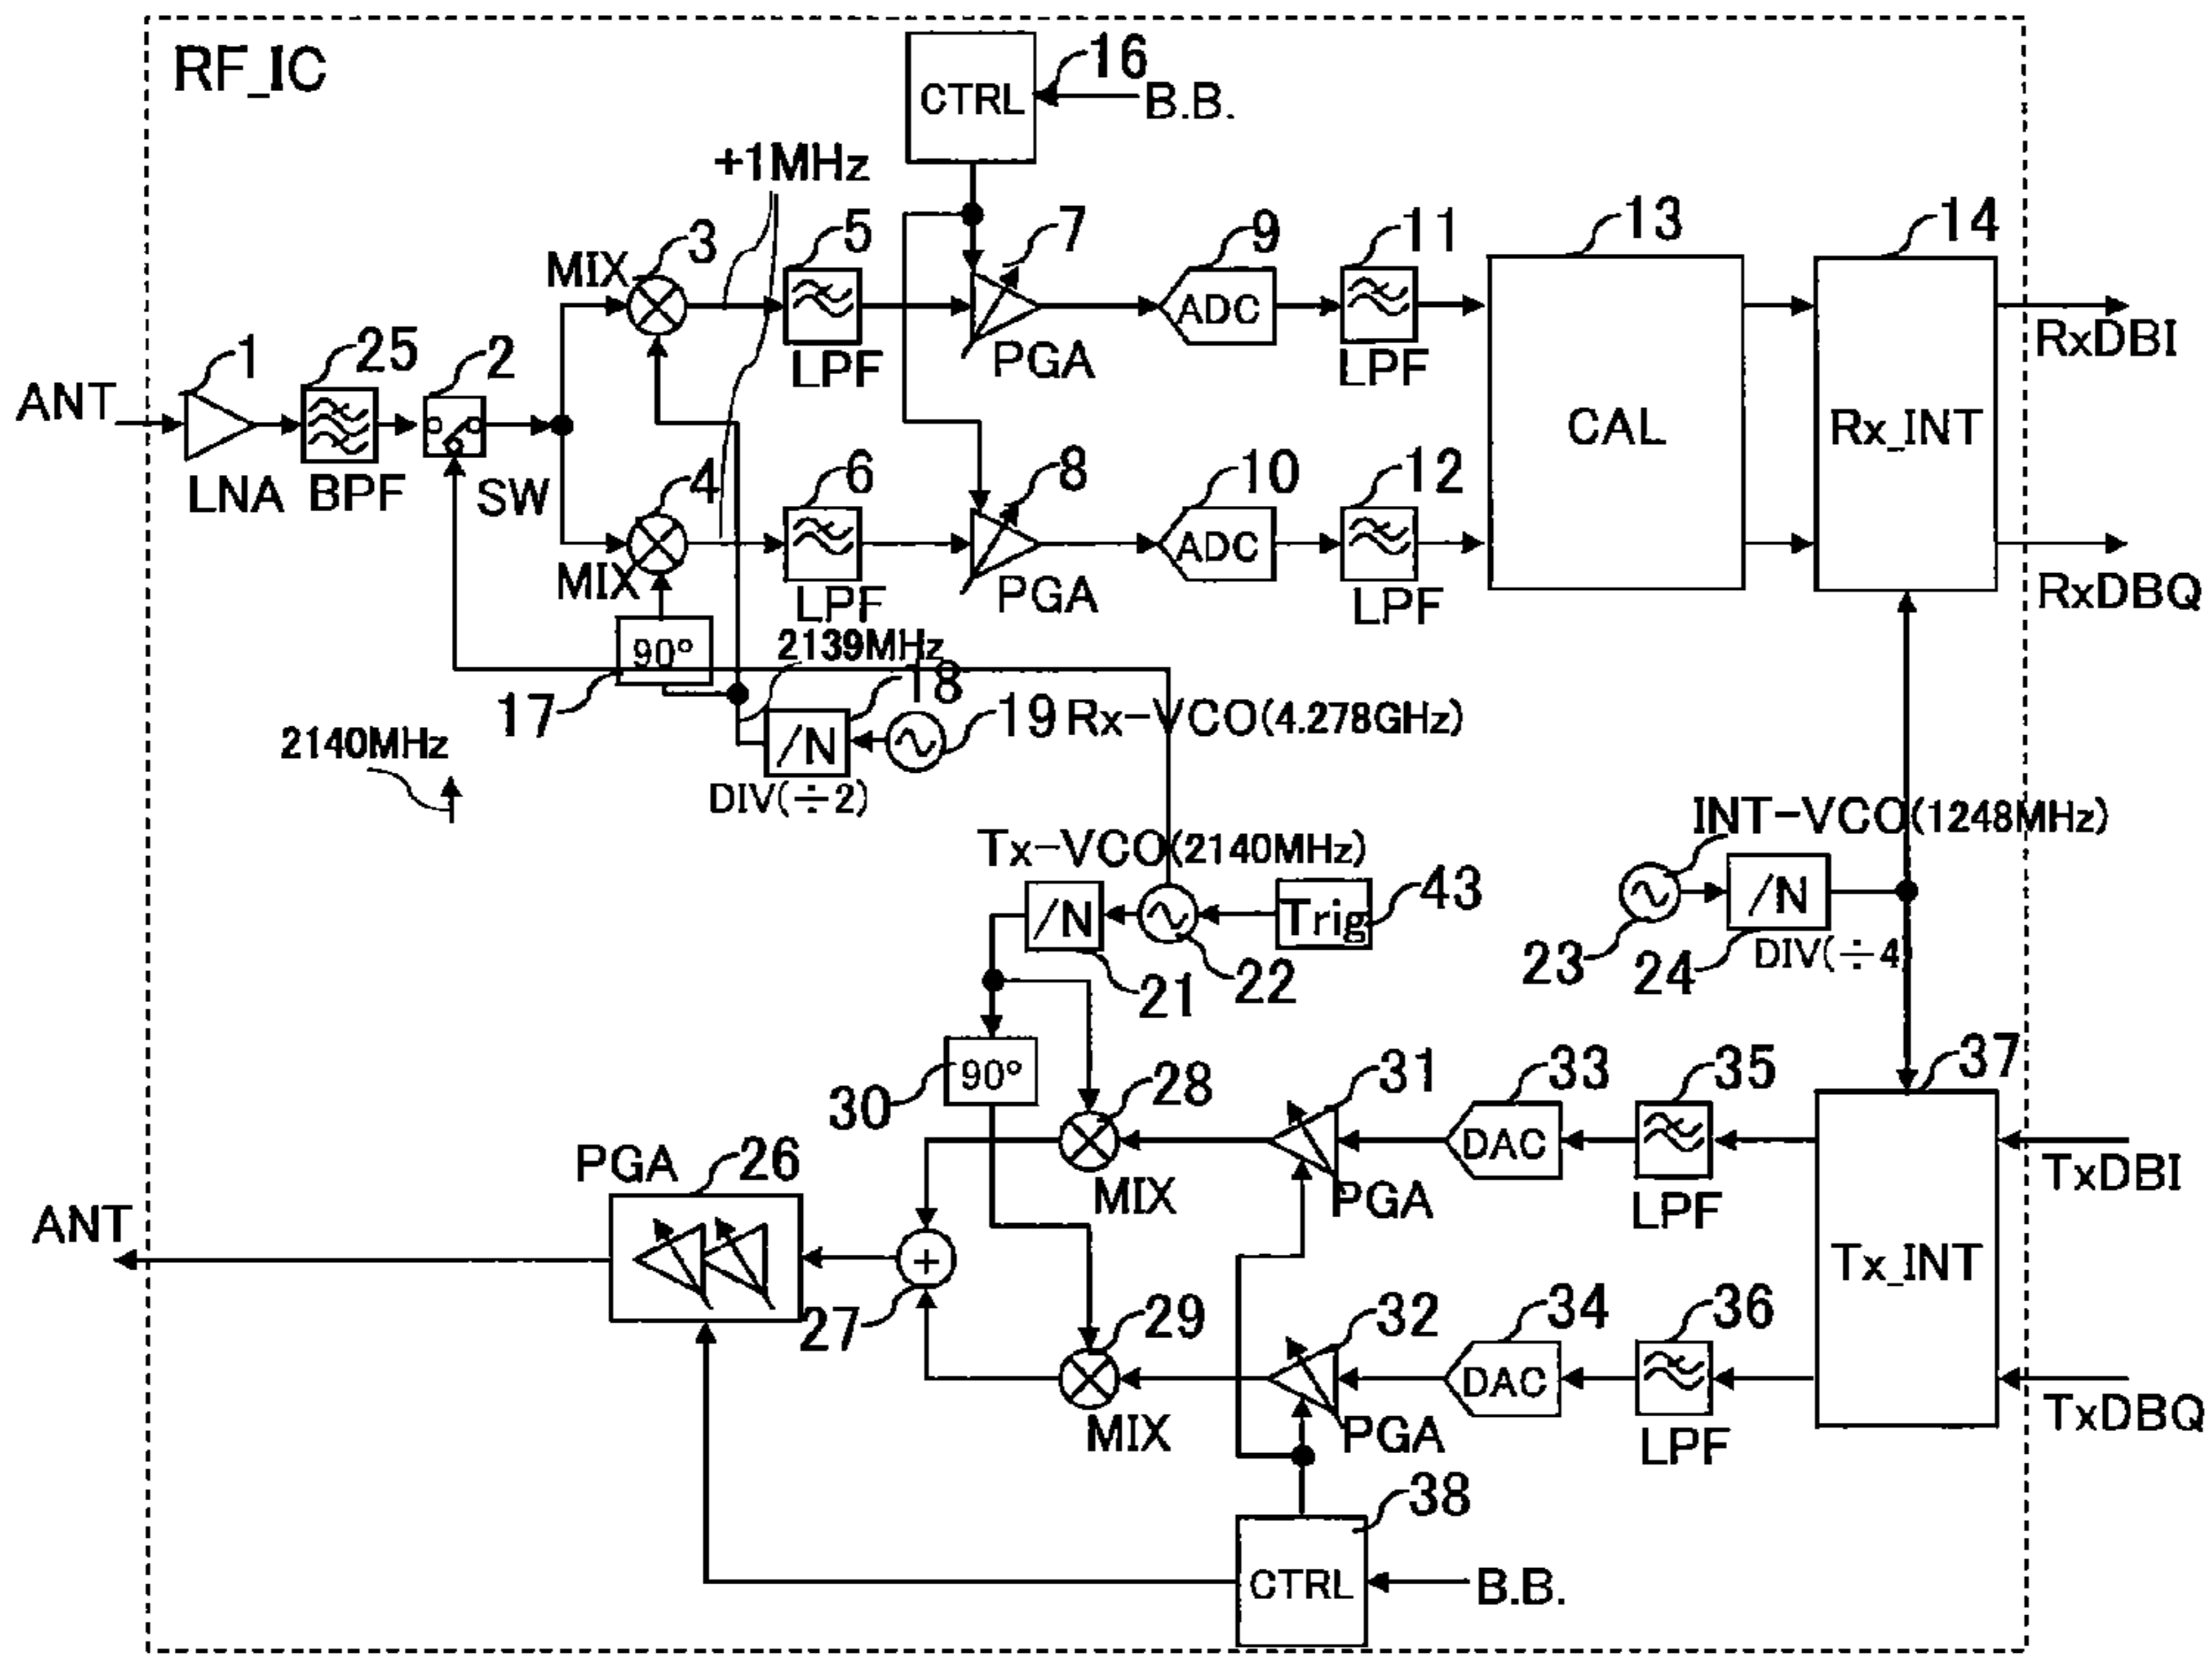 RF_IC
CTRL
16
B.B.
+1MHz
3
5
7
9
11
13
14
MIX
ADC
RxDBI
1
25
2
LPF
PGA
LPF
ANT
CAL
Rx_INT
LNA
BPF
SW
4
6
8
10
12
ADC
MIX
LPF
PGA
LPF
RxDBQ
90°
2139MHz
17
18
19
Rx-VCO(4.278GHz)
2140MHz
/N
DIV(÷2)
INT-VCO(1248MHz)
Tx-VCO(2140MHz)
/N
Trig
43
/N
23
24
DIV(÷4)
21
22
30
90°
28
31
33
35
37
DAC
PGA
26
MIX
PGA
LPF
TxDBI
ANT
+
Tx_INT
27
29
32
34
36
DAC
MIX
PGA
LPF
TxDBQ
38
CTRL
B.B.